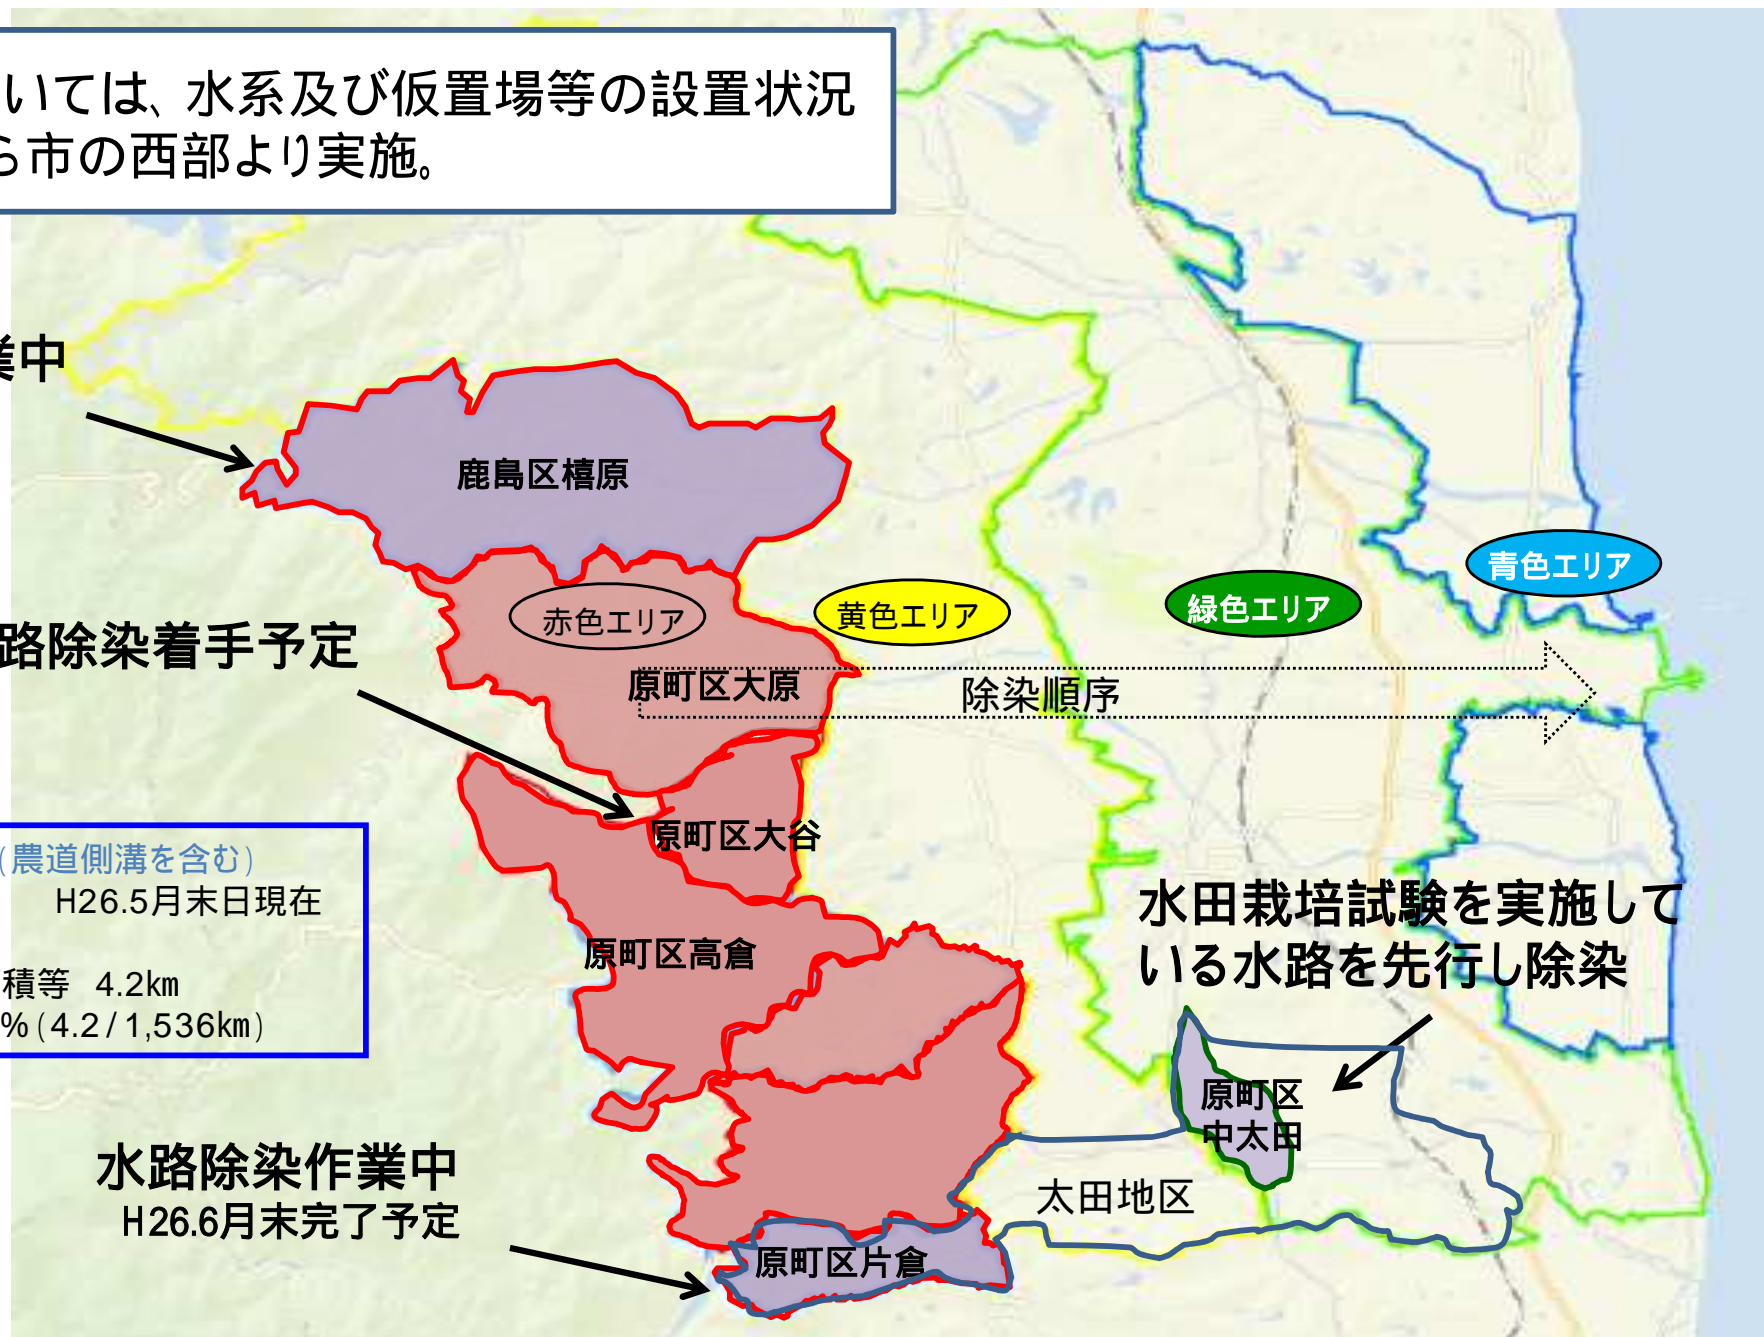 いては、水系及び仮置場等の設置状況
ら市の西部より実施。
業中
鹿島区橲原
赤色エリア
黄色エリア
緑色エリア
青色エリア
路除染着手予定
原町区大原
除染順序
原町区大谷
(農道側溝を含む)
H26.5月末日現在
積等 4.2km
%(4.2/1,536km)
原町区高倉
水田栽培試験を実施して
いる水路を先行し除染
原町区
中太田
水路除染作業中
H26.6月末完了予定
太田地区
原町区片倉